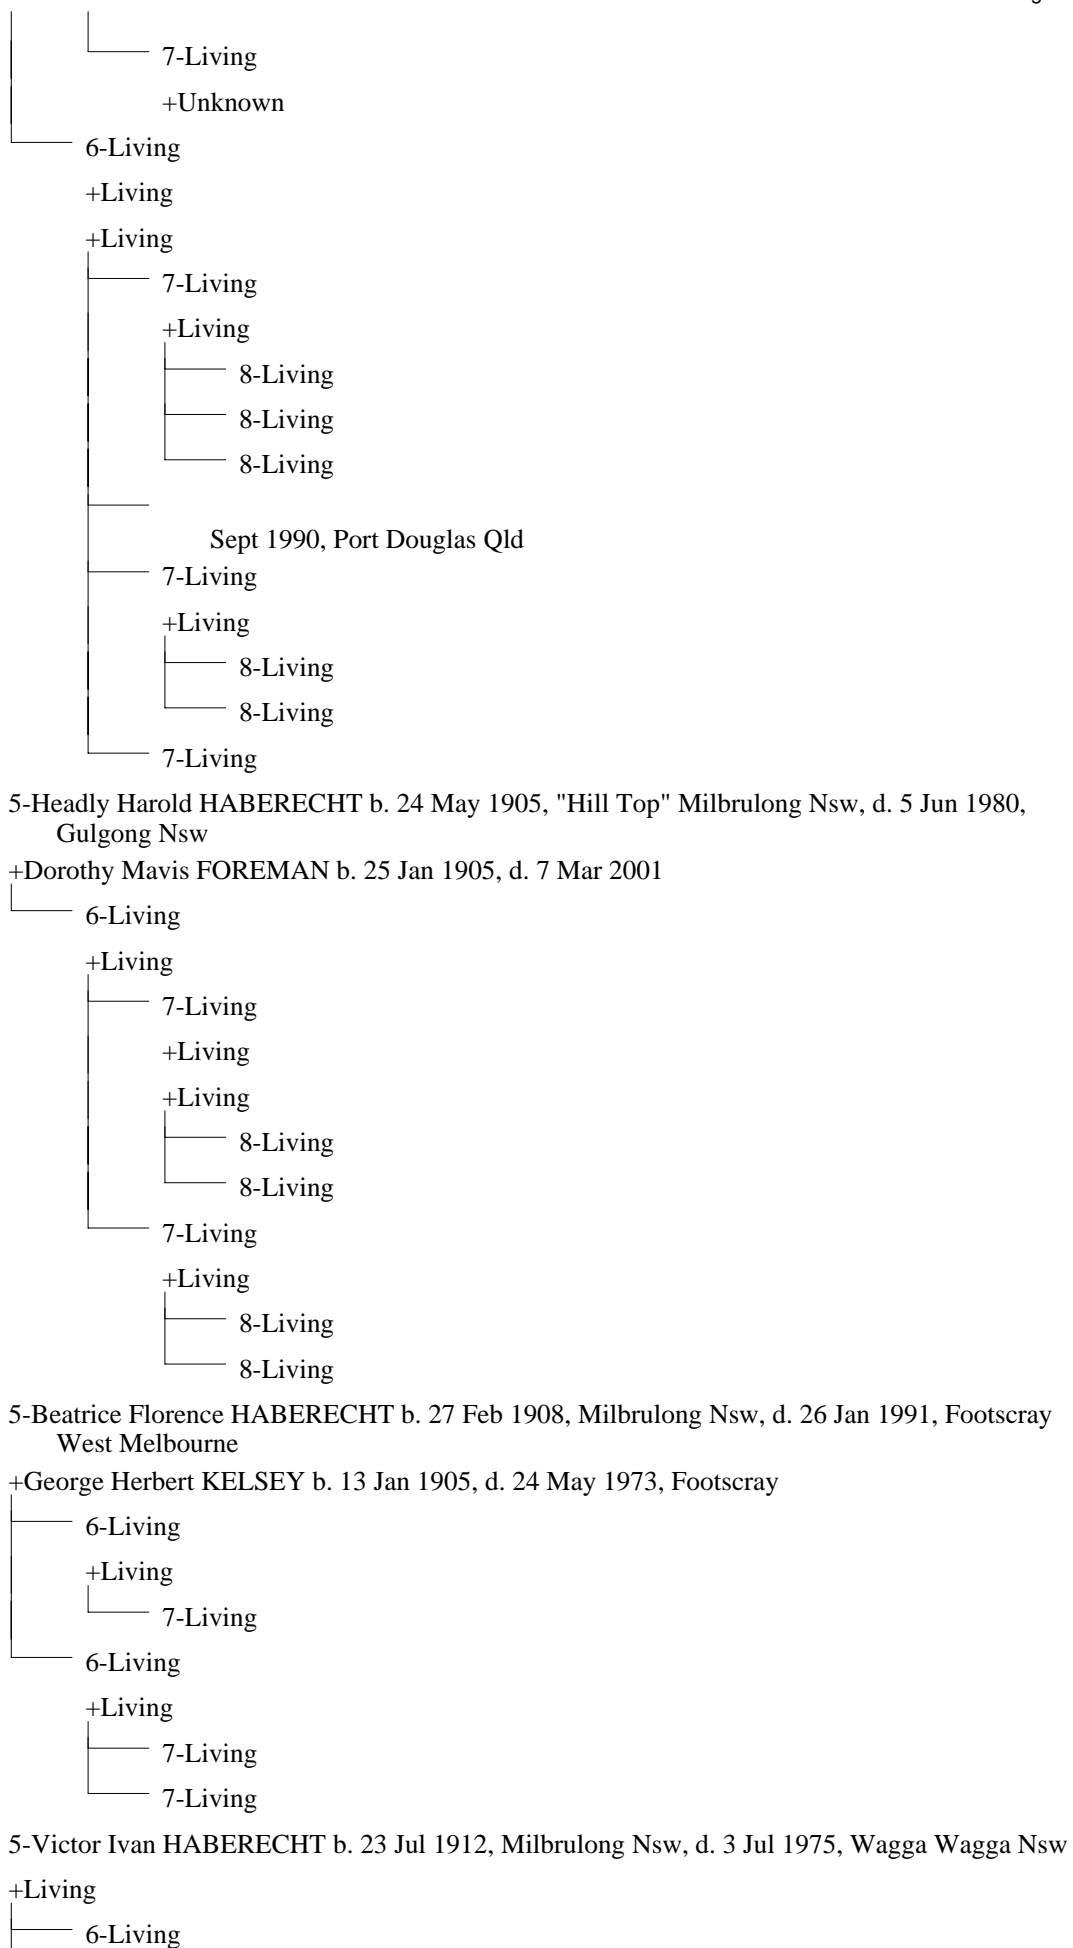 7-Living
+Unknown
6-Living
+Living
+Living
7-Living
+Living
8-Living
8-Living
8-Living
Sept 1990, Port Douglas Qld
7-Living
+Living
8-Living
8-Living
7-Living
5-Headly Harold HABERECHT b. 24 May 1905, "Hill Top" Milbrulong Nsw, d. 5 Jun 1980,
Gulgong Nsw
+Dorothy Mavis FOREMAN b. 25 Jan 1905, d. 7 Mar 2001
6-Living
+Living
7-Living
+Living
+Living
8-Living
8-Living
7-Living
+Living
8-Living
8-Living
5-Beatrice Florence HABERECHT b. 27 Feb 1908, Milbrulong Nsw, d. 26 Jan 1991, Footscray
West Melbourne
+George Herbert KELSEY b. 13 Jan 1905, d. 24 May 1973, Footscray
6-Living
+Living
7-Living
6-Living
+Living
7-Living
7-Living
5-Victor Ivan HABERECHT b. 23 Jul 1912, Milbrulong Nsw, d. 3 Jul 1975, Wagga Wagga Nsw
+Living
6-Living